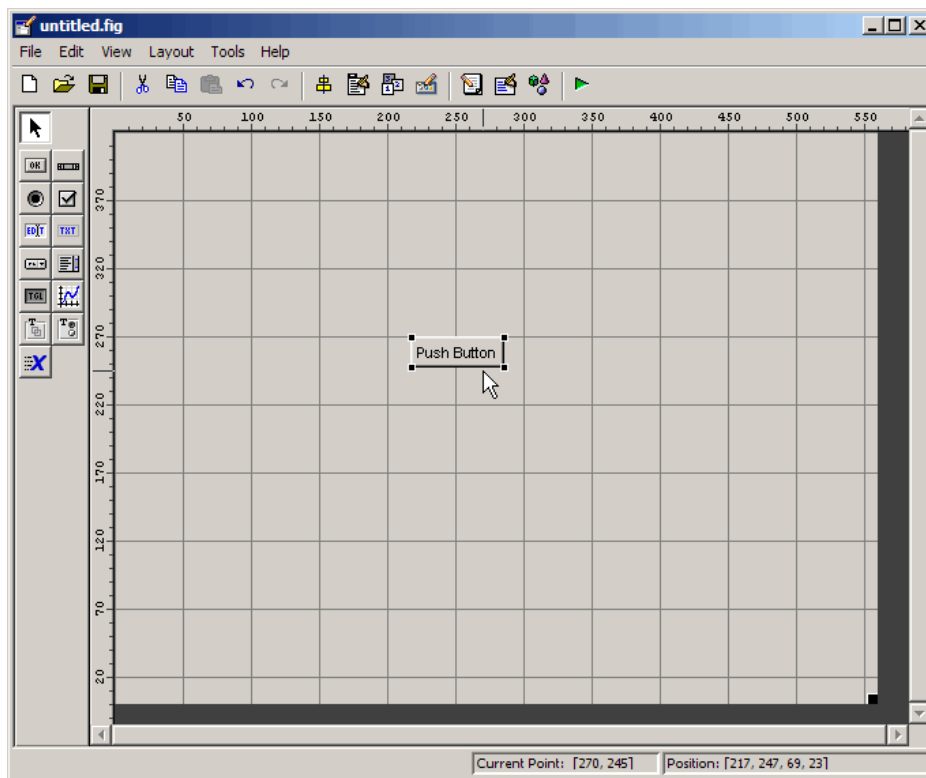 untitled.fig
File Edit View Layout Tools Help
50 100 150 200 250 300 350 400 450 500 550
OK
370
EDIT TXT
320
TGL
270
Push Button
220
170
120
70
20
Current Point: [270, 245] Position: [217, 247, 69, 23]